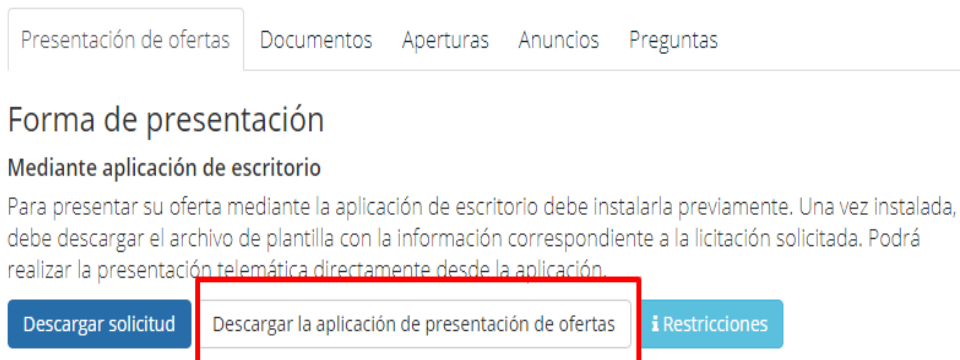 Presentación de ofertas Documentos Aperturas Anuncios Preguntas
Forma de presentación
Mediante aplicación de escritorio
Para presentar su oferta mediante la aplicación de escritorio debe instalarla previamente. Una vez instalada,
debe descargar el archivo de plantilla con la información correspondiente a la licitación solicitada. Podrá
realizar la presentación telemática directamente desde la aplicación.
Descargar solicitud Descargar la aplicación de presentación de ofertas i Restricciones